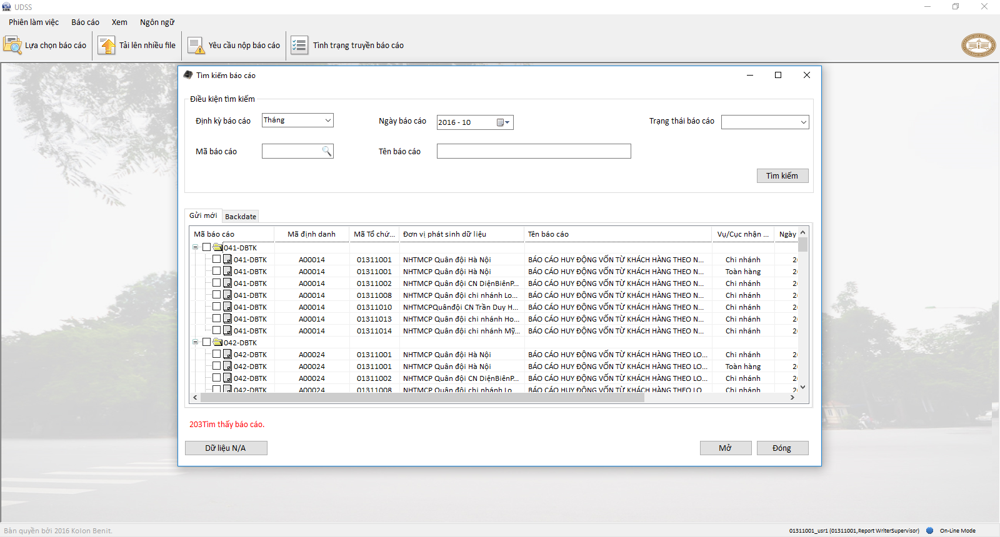 UDSS
Phiên làm việc Báo cáo Xem Ngôn ngữ
Lựa chọn báo cáo Tải lên nhiều file Yêu cầu nộp báo cáo Tình trạng truyền báo cáo
Tìm kiếm báo cáo
Điều kiện tìm kiếm
Định kỳ báo cáo Tháng Ngày báo cáo 2016 - 10 Trạng thái báo cáo
Mã báo cáo Tên báo cáo
Tìm kiếm
Gửi mới Backdate
Mã báo cáo Mã định danh Mã Tổ chứ... Đơn vị phát sinh dữ liệu Tên báo cáo Vụ/Cục nhận ... Ngày
041-DBTK
041-DBTK A00014 01311001 NHTMCP Quân đội Hà Nội BÁO CÁO HUY ĐỘNG VỐN TỪ KHÁCH HÀNG THEO N... Chi nhánh 2
041-DBTK A00014 01311001 NHTMCP Quân đội Hà Nội BÁO CÁO HUY ĐỘNG VỐN TỪ KHÁCH HÀNG THEO N... Toàn hàng 2
041-DBTK A00014 01311002 NHTMCP Quân đội CN DiệnBiênP... BÁO CÁO HUY ĐỘNG VỐN TỪ KHÁCH HÀNG THEO N... Chi nhánh 2
041-DBTK A00014 01311008 NHTMCP Quân đội chi nhánh Lo... BÁO CÁO HUY ĐỘNG VỐN TỪ KHÁCH HÀNG THEO N... Chi nhánh 2
041-DBTK A00014 01311010 NHTMCPQuânđội CN Trần Duy H... BÁO CÁO HUY ĐỘNG VỐN TỪ KHÁCH HÀNG THEO N... Chi nhánh 2
041-DBTK A00014 01311013 NHTMCP Quân đội chi nhánh Ho... BÁO CÁO HUY ĐỘNG VỐN TỪ KHÁCH HÀNG THEO N... Chi nhánh 2
041-DBTK A00014 01311014 NHTMCP Quân đội chi nhánh Mỹ... BÁO CÁO HUY ĐỘNG VỐN TỪ KHÁCH HÀNG THEO N... Chi nhánh 2
042-DBTK
042-DBTK A00024 01311001 NHTMCP Quân đội Hà Nội BÁO CÁO HUY ĐỘNG VỐN TỪ KHÁCH HÀNG THEO LO... Chi nhánh 2
042-DBTK A00024 01311001 NHTMCP Quân đội Hà Nội BÁO CÁO HUY ĐỘNG VỐN TỪ KHÁCH HÀNG THEO LO... Toàn hàng 2
042-DBTK A00024 01311002 NHTMCP Quân đội CN DiệnBiênP... BÁO CÁO HUY ĐỘNG VỐN TỪ KHÁCH HÀNG THEO LO... Chi nhánh 2
042-DBTK A00024 01311008 NHTMCP Quân đội chi nhánh Lo BÁO CÁO HUY ĐỘNG VỐN TỪ KHÁCH HÀNG THEO LO Chi nhánh 2
203Tìm thấy báo cáo.
Dữ liệu N/A Mở Đóng
Bản quyền bởi 2016 Kolon Benit. 01311001_usr1 (01311001,Report WriterSupervisor) On-Line Mode